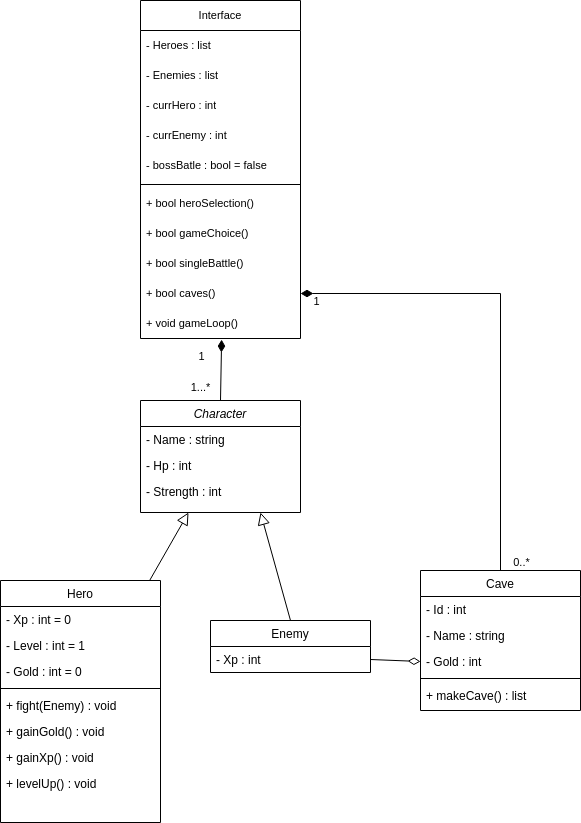 Interface
- Heroes : list
- Enemies : list
- currHero : int
- currEnemy : int
- bossBatle : bool = false
+ bool heroSelection()
+ bool gameChoice()
+ bool singleBattle()
+ bool caves()
+ void gameLoop()
1
1
1...*
Character
- Name : string
- Hp : int
- Strength : int
Hero
- Xp : int = 0
- Level : int = 1
- Gold : int = 0
+ fight(Enemy) : void
+ gainGold() : void
+ gainXp() : void
+ levelUp() : void
Enemy
- Xp : int
0..*
Cave
- Id : int
- Name : string
- Gold : int
+ makeCave() : list